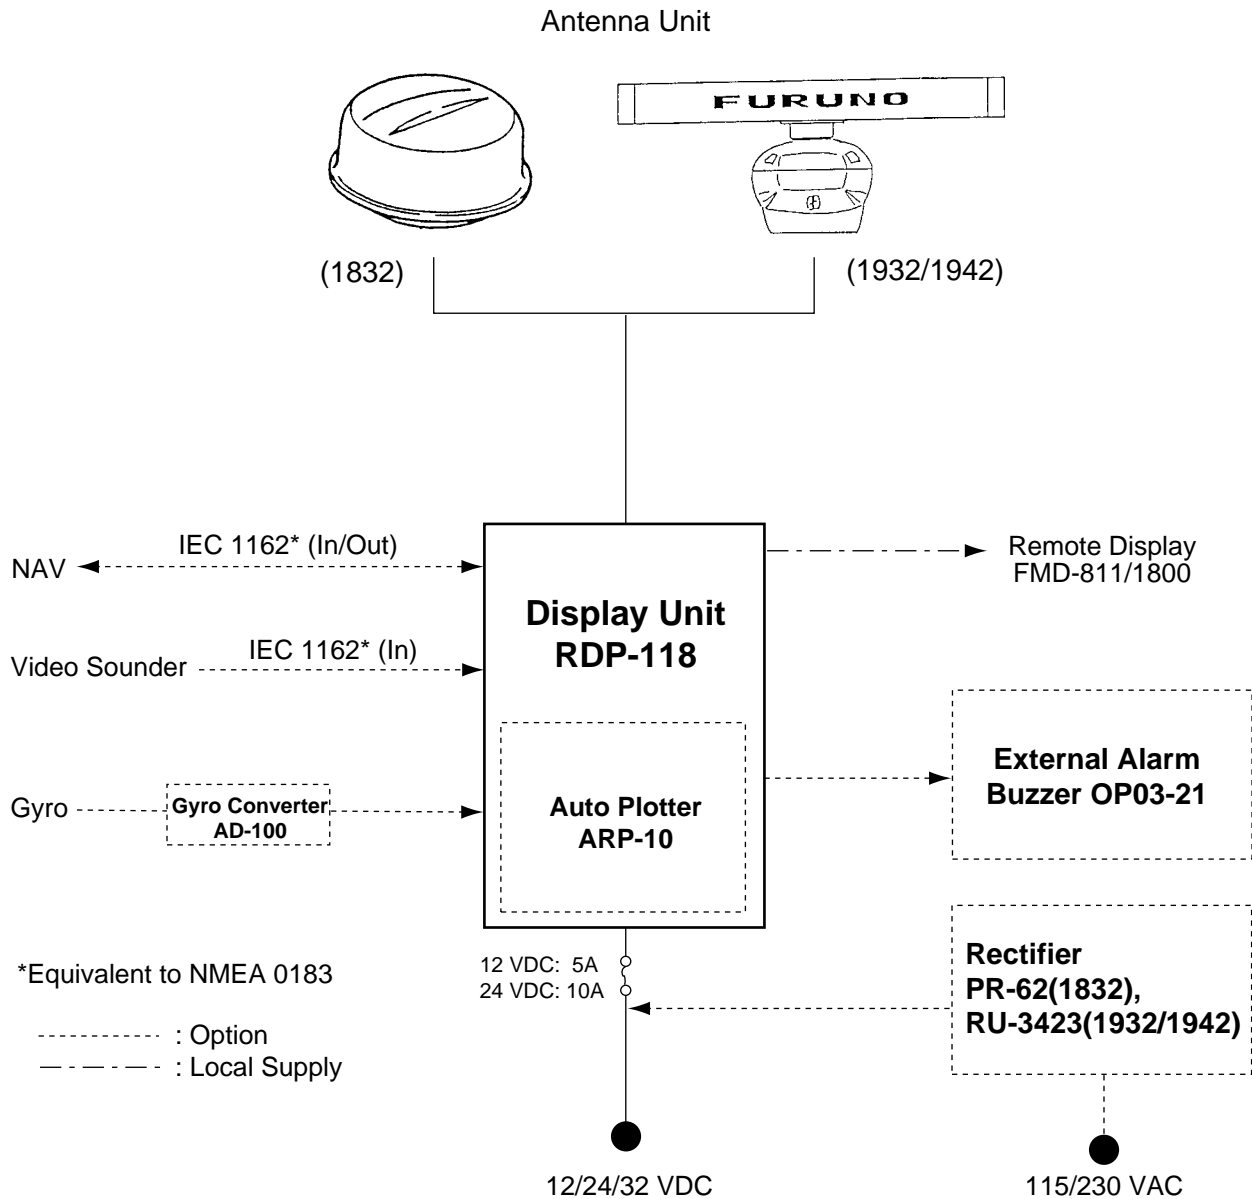 Antenna Unit
FURUNO
(1832)
(1932/1942)
IEC 1162* (In/Out)
NAV
Remote Display
FMD-811/1800
Display Unit
RDP-118
IEC 1162* (In)
Video Sounder
External Alarm
Buzzer OP03-21
Gyro
Gyro Converter
AD-100
Auto Plotter
ARP-10
*Equivalent to NMEA 0183
12 VDC: 5A
24 VDC: 10A
Rectifier
PR-62(1832),
RU-3423(1932/1942)
: Option
: Local Supply
12/24/32 VDC
115/230 VAC